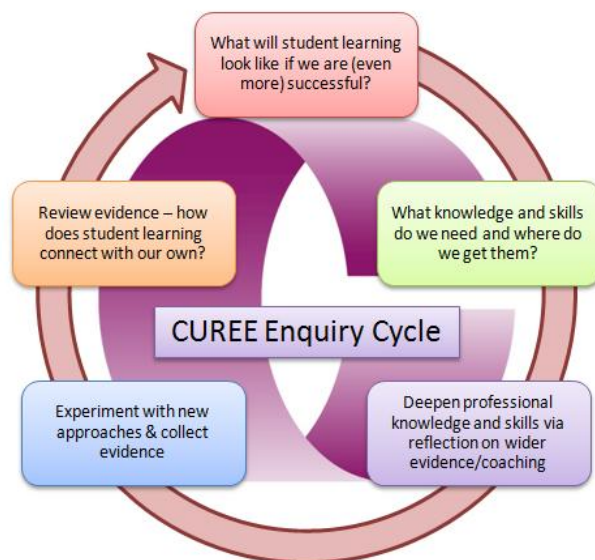 What will student learning
look like if we are (even
more) successful?
What knowledge and skills
do we need and where do
we get them?
Deepen professional
knowledge and skills via
reflection on wider
evidence/coaching
Experiment with new
approaches & collect
evidence
Review evidence – how
does student learning
connect with our own?
CUREE Enquiry Cycle